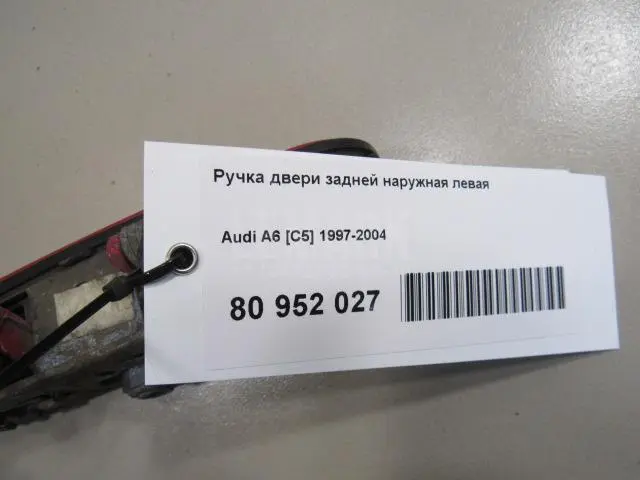 Ручка двери задней наружная левая
Audi A6 [C5] 1997-2004
80 952 027